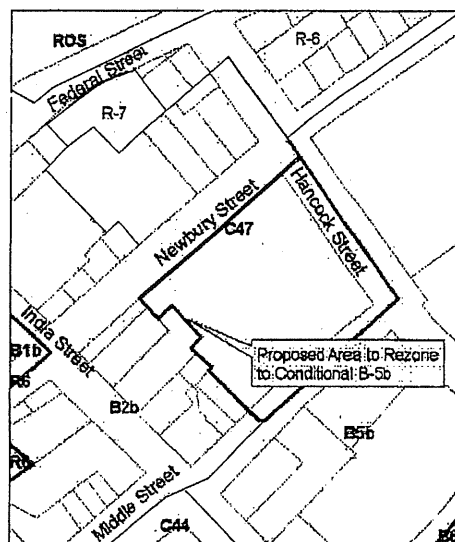 ROS
R-6
Federal Street
R-7
Newbury Street
C47
Hancock Street
India Street
B1b
R6
Proposed Area to Rezone
to Conditional B-5b
B2b
B5b
Middle Street
C44